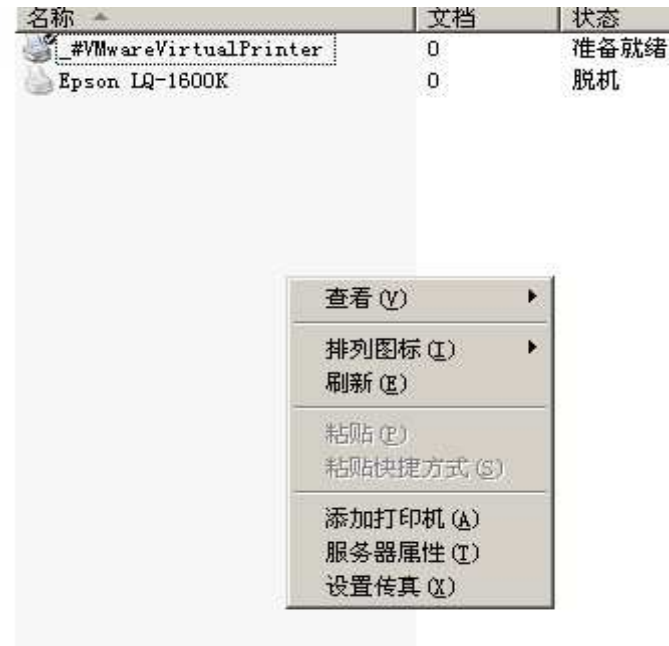 名称 文档 状态
_#VMwareVirtualPrinter 0 准备就绪
Epson LQ-1600K 0 脱机
查看(V)
排列图标(I)
刷新(E)
粘贴(P)
粘贴快捷方式(S)
添加打印机(A)
服务器属性(T)
设置传真(X)